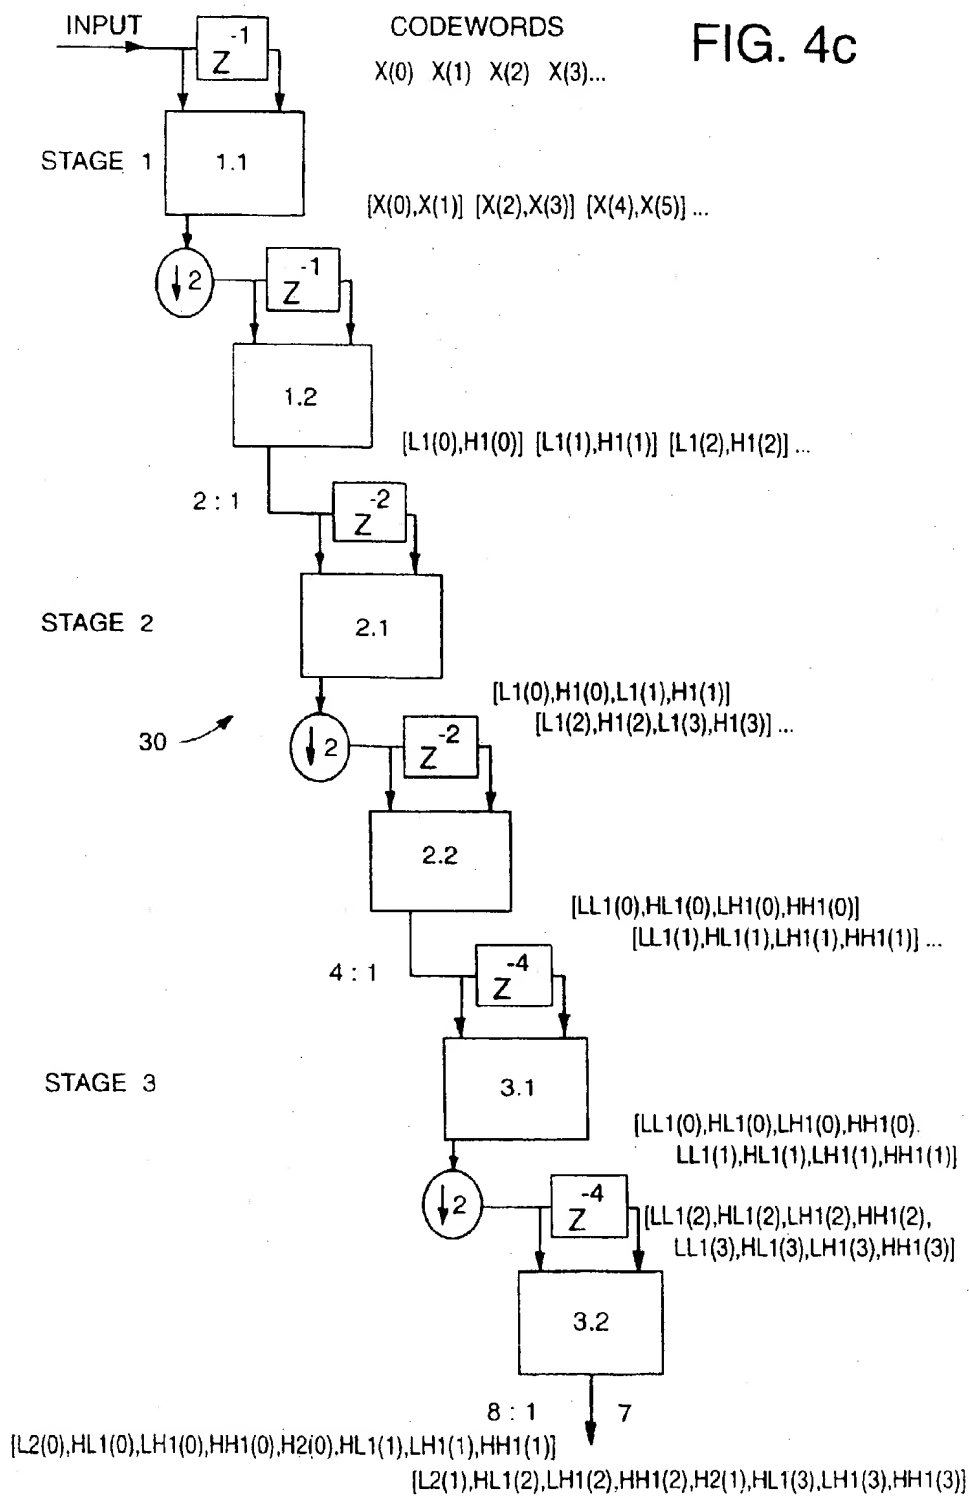 INPUT
Z-1
CODEWORDS
FIG. 4c
X(0) X(1) X(2) X(3)...
STAGE 1
1.1
[X(0),X(1)] [X(2),X(3)] [X(4),X(5)] ...
↓2
Z-1
1.2
[L1(0),H1(0)] [L1(1),H1(1)] [L1(2),H1(2)] ...
2 : 1
Z-2
STAGE 2
2.1
[L1(0),H1(0),L1(1),H1(1)]
[L1(2),H1(2),L1(3),H1(3)] ...
30
↓2
Z-2
2.2
[LL1(0),HL1(0),LH1(0),HH1(0)]
[LL1(1),HL1(1),LH1(1),HH1(1)] ...
4 : 1
Z-4
STAGE 3
3.1
[LL1(0),HL1(0),LH1(0),HH1(0).
LL1(1),HL1(1),LH1(1),HH1(1)]
↓2
Z-4
[LL1(2),HL1(2),LH1(2),HH1(2),
LL1(3),HL1(3),LH1(3),HH1(3)]
3.2
8 : 1
7
[L2(0),HL1(0),LH1(0),HH1(0),H2(0),HL1(1),LH1(1),HH1(1)]
[L2(1),HL1(2),LH1(2),HH1(2),H2(1),HL1(3),LH1(3),HH1(3)]